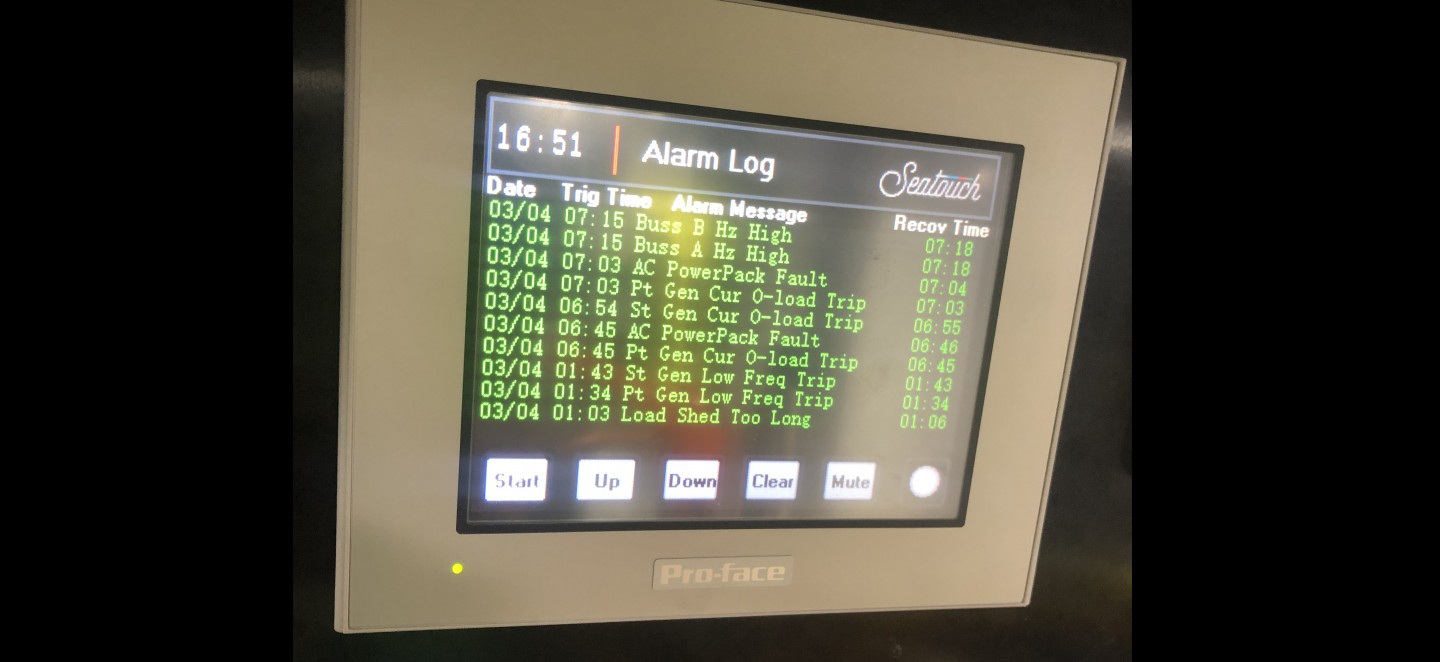 16:51 Alarm Log Seatouch
Date Trig Time Alarm Message Recov Time
03/04 07:15 Buss B Hz High 07:18
03/04 07:15 Buss A Hz High 07:18
03/04 07:03 AC PowerPack Fault 07:04
03/04 07:03 Pt Gen Cur O-load Trip 07:03
03/04 06:54 St Gen Cur O-load Trip 06:55
03/04 06:45 AC PowerPack Fault 06:46
03/04 06:45 Pt Gen Cur O-load Trip 06:45
03/04 01:43 St Gen Low Freq Trip 01:43
03/04 01:34 Pt Gen Low Freq Trip 01:34
03/04 01:03 Load Shed Too Long 01:06
Start Up Down Clear Mute
Pro-face